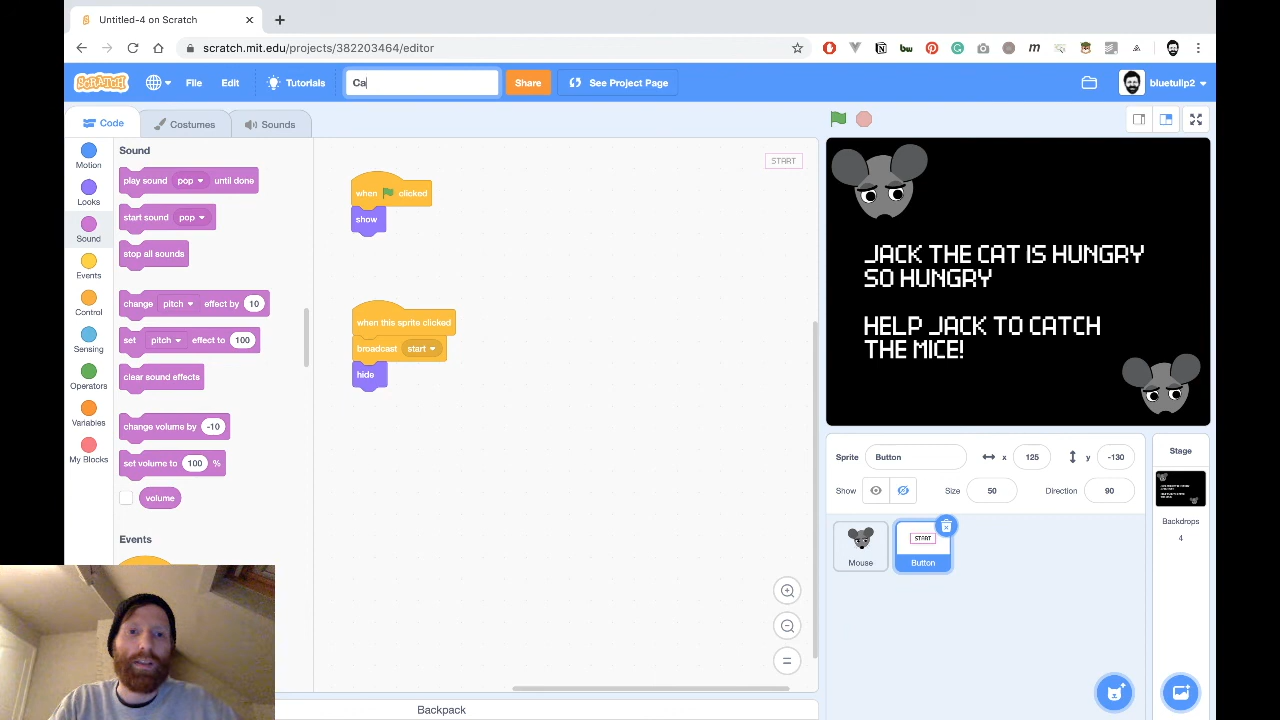 Untitled-4 on Scratch
scratch.mit.edu/projects/382203464/editor
SCRATCH
File
Edit
Tutorials
Ca
Share
See Project Page
bluetulip2
Code
Costumes
Sounds
Motion
Looks
Sound
Events
Control
Sensing
Operators
Variables
My Blocks
Sound
play sound pop until done
start sound pop
stop all sounds
change pitch effect by 10
set pitch effect to 100
clear sound effects
change volume by -10
set volume to 100 %
volume
Events
when clicked
show
when this sprite clicked
broadcast start
hide
START
JACK THE CAT IS HUNGRY
SO HUNGRY
HELP JACK TO CATCH
THE MICE!
Sprite Button x 125 y -130
Show Size 50 Direction 90
Mouse
START
Button
Stage
Backdrops
4
Backpack